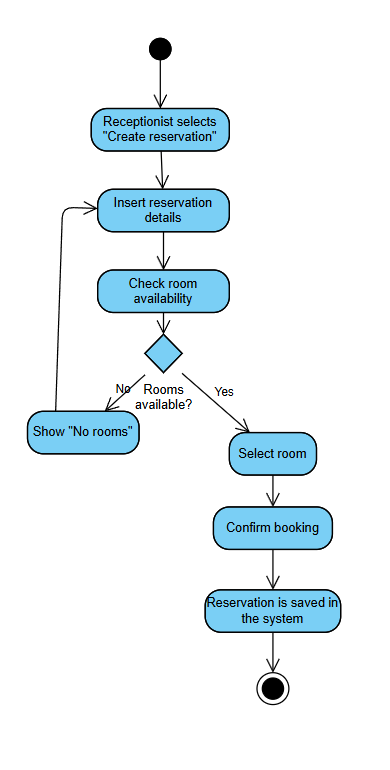 Receptionist selects
"Create reservation"
Insert reservation
details
Check room
availability
No
Rooms
available?
Yes
Show "No rooms"
Select room
Confirm booking
Reservation is saved in
the system